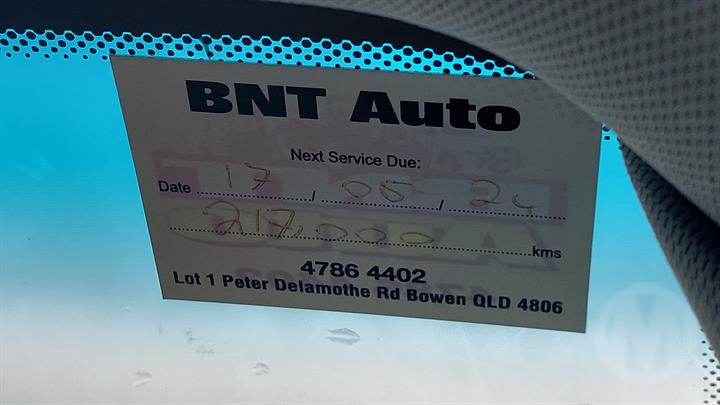 BNT Auto
Next Service Due:
Date 17 / 05 / 24
217,000 kms
4786 4402
Lot 1 Peter Delamothe Rd Bowen QLD 4806
M